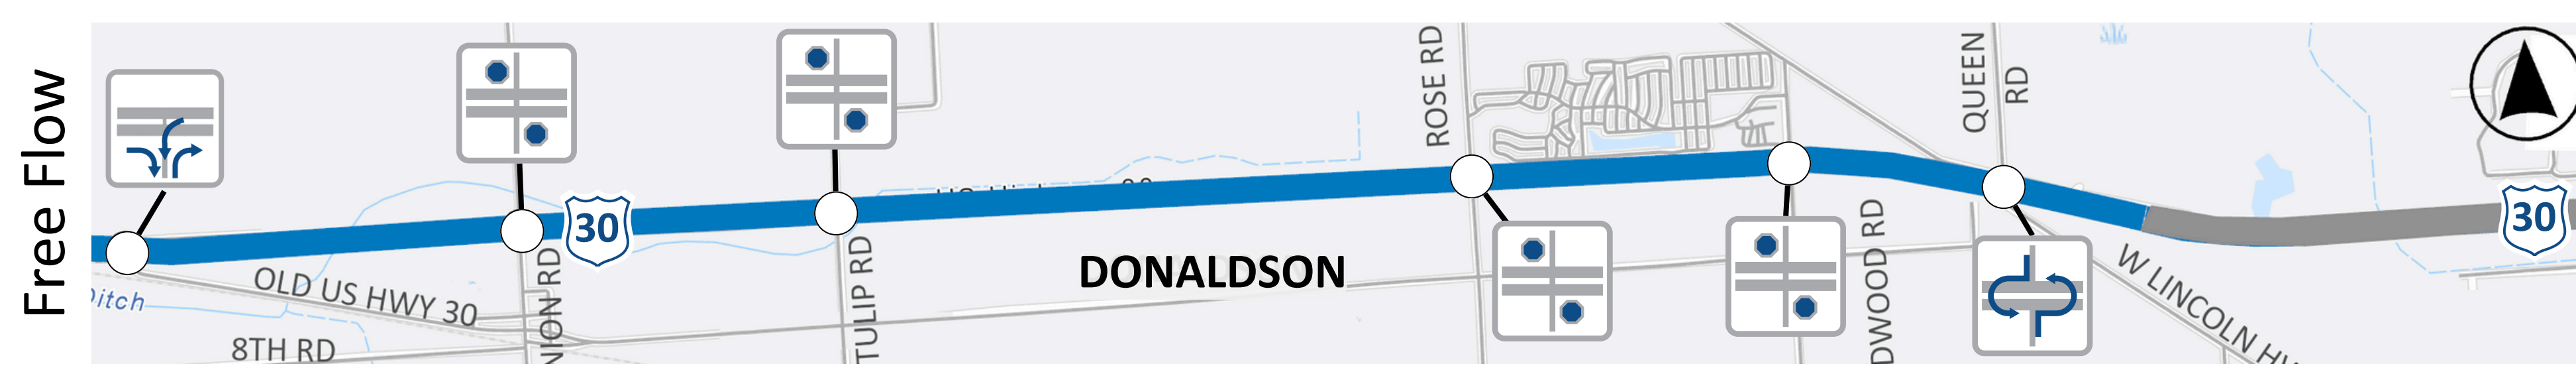 Free Flow
ROSE RD
QUEEN
RD
30
30
TULIP RD
DONALDSON
OLD US HWY 30
8TH RD
W LINCOLN